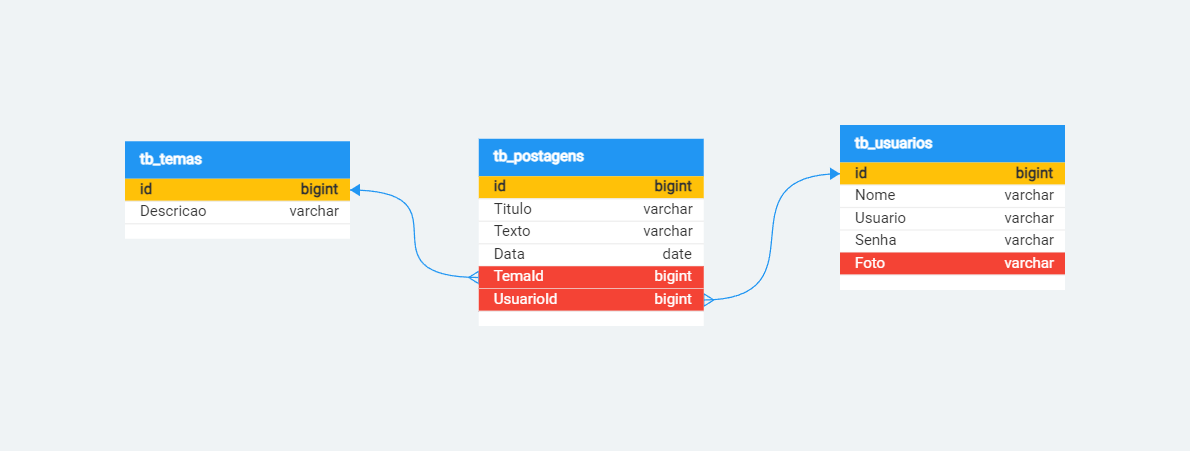 tb_temas
id bigint
Descricao varchar
tb_postagens
id bigint
Titulo varchar
Texto varchar
Data date
TemaId bigint
UsuarioId bigint
tb_usuarios
id bigint
Nome varchar
Usuario varchar
Senha varchar
Foto varchar